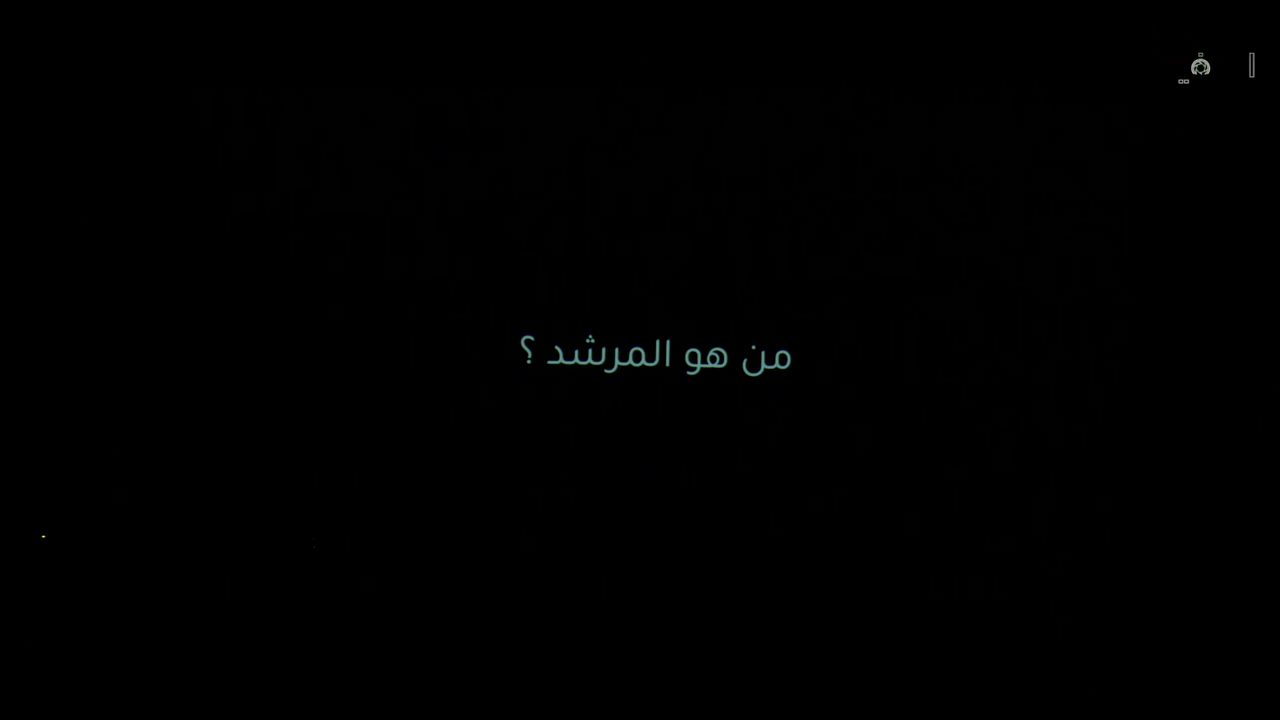 من هو المرشد ؟